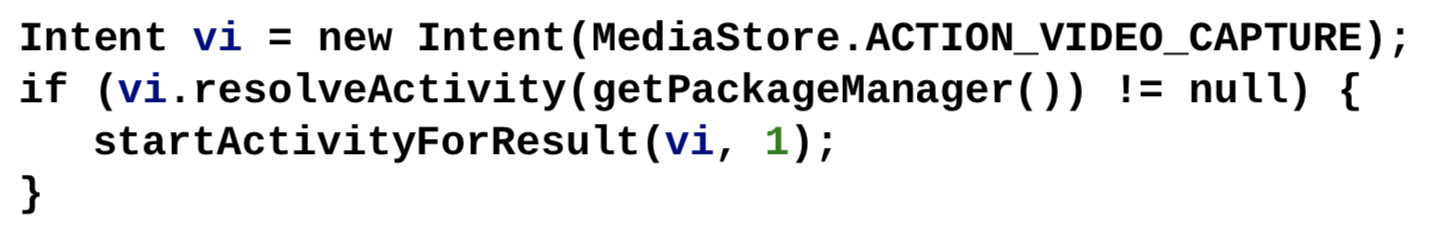 Intent vi = new Intent(MediaStore.ACTION_VIDEO_CAPTURE);
if (vi.resolveActivity(getPackageManager()) != null) {
   startActivityForResult(vi, 1);
}